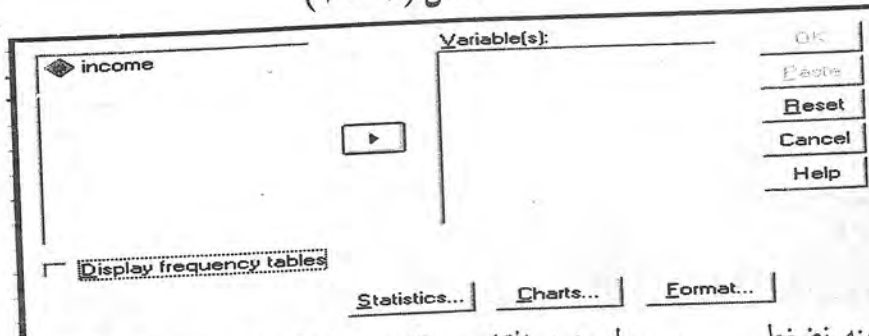 Variable(s):
OK
income
Paste
Reset
Cancel
Help
Display frequency tables
Statistics... Charts... Format...